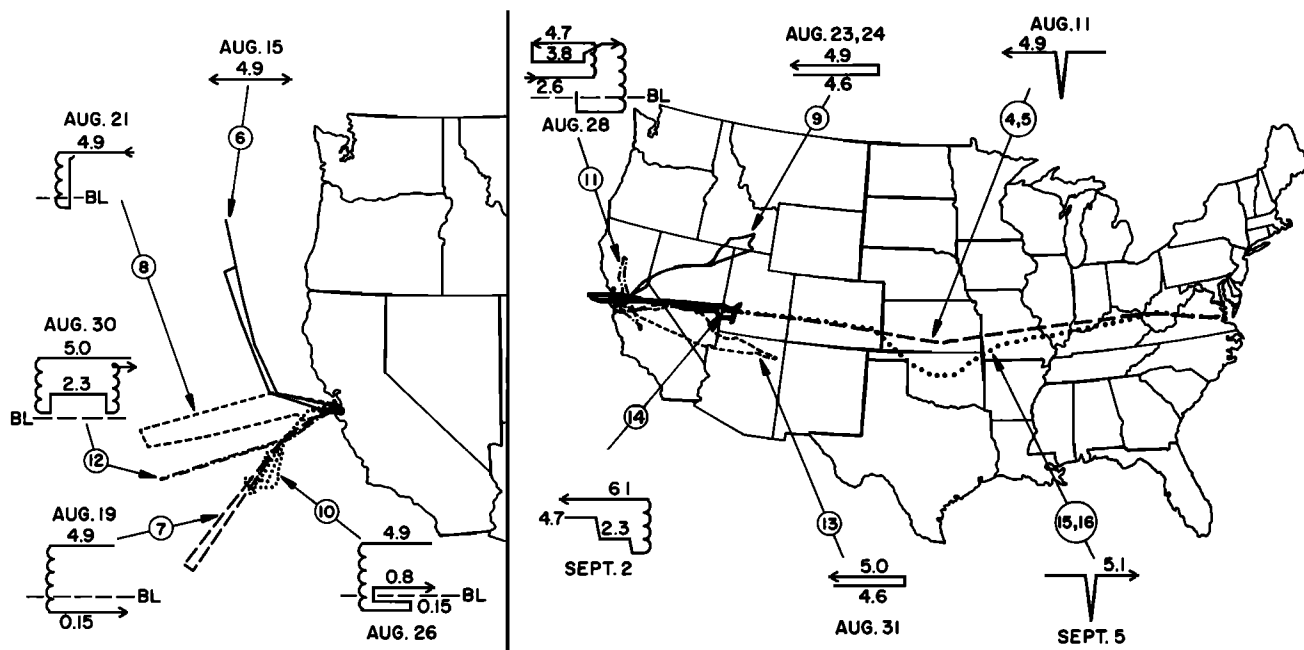 AUG. 15
4.9
6
AUG. 21
4.9
BL
8
AUG. 30
5.0
2.3
BL
12
AUG. 19
7
4.9
BL
0.15
10
4.9
0.8
BL
0.15
AUG. 26
4.7
3.8
2.6
BL
AUG. 28
11
AUG. 23, 24
4.9
4.6
9
AUG. 11
4.9
4,5
14
6 1
4.7
2.3
SEPT. 2
13
5.0
4.6
AUG. 31
15,16
5.1
SEPT. 5